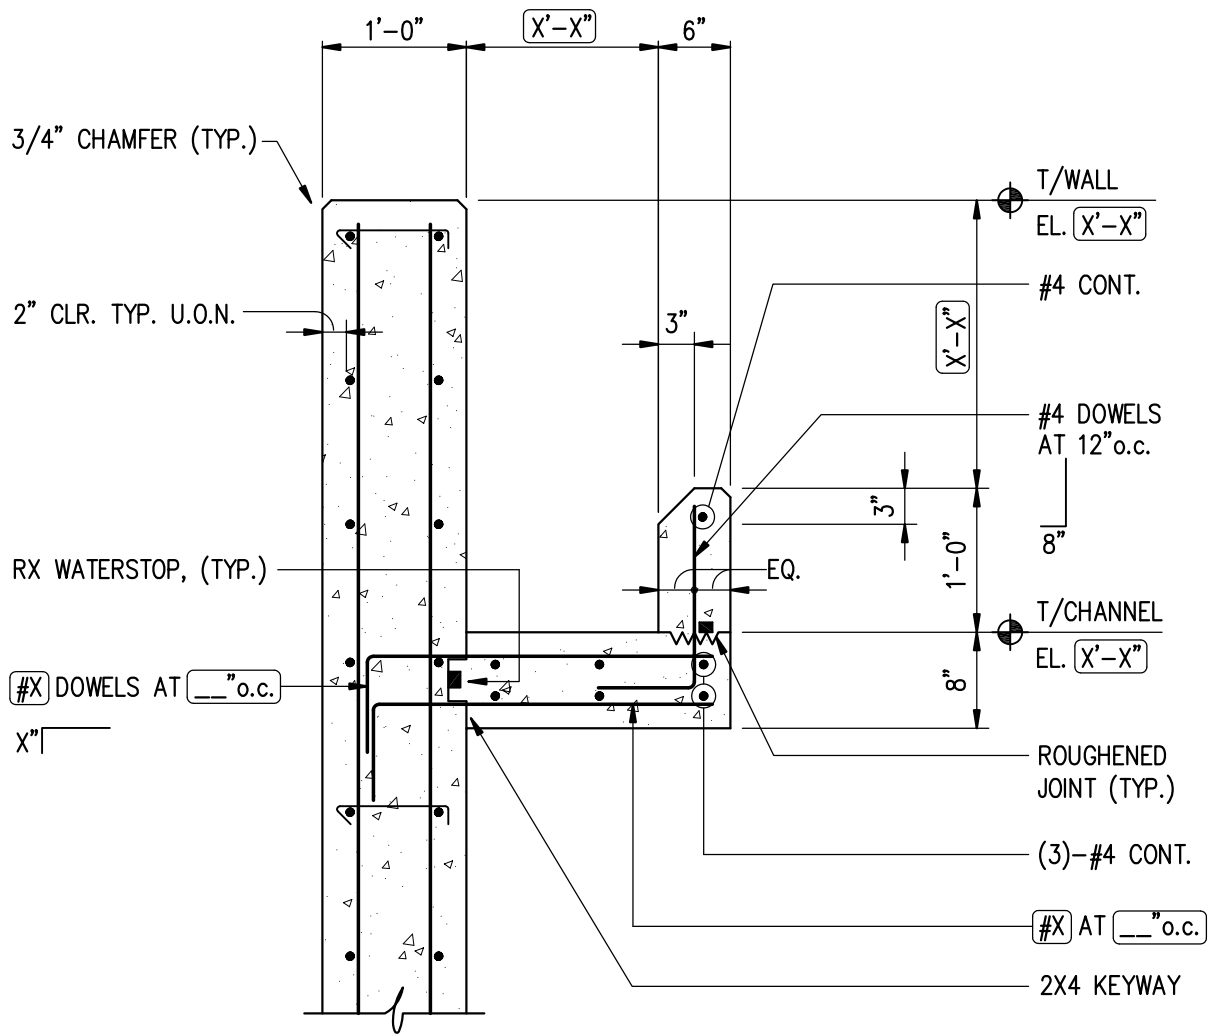 1'-0"
X'-X"
6"
3/4" CHAMFER (TYP.)
T/WALL
EL. X'-X"
#4 CONT.
2" CLR. TYP. U.O.N.
3"
X'-X"
#4 DOWELS
AT 12"o.c.
8"
3"
1'-0"
RX WATERSTOP, (TYP.)
EQ.
T/CHANNEL
EL. X'-X"
8"
#X DOWELS AT __"o.c.
X"
ROUGHENED
JOINT (TYP.)
(3)-#4 CONT.
#X AT __"o.c.
2X4 KEYWAY